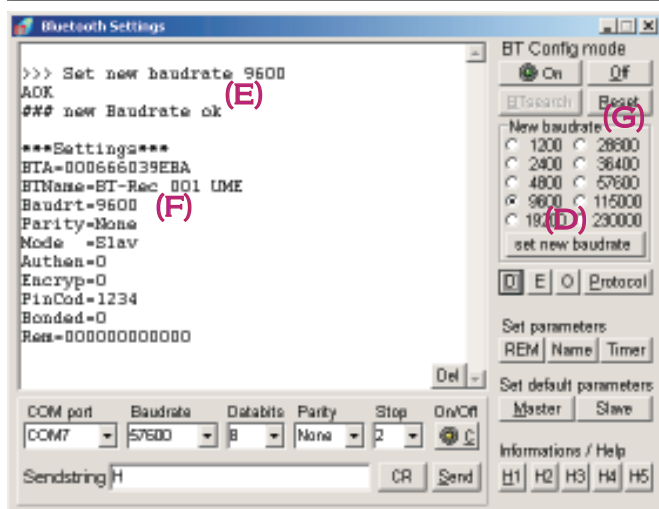 Bluetooth Settings
>>> Set new baudrate 9600
AOK
(E)
### new Baudrate ok
***Settings***
BTA=000666039EBA
BTName=BT-Rec 001 UME
Baudrt=9600
(F)
Parity=None
Mode =Slav
Authen=0
Encryp=0
PinCod=1234
Bonded=0
Rem=000000000000
Del
COM port Baudrate Databits Parity Stop On/Off
COM7 57600 8 None 2 C
Sendstring H CR Send
BT Config mode
On Off
BTsearch Reset
(G)
New baudrate
1200 28800
2400 38400
4800 57600
9600 115000
19200 230000
(D)
set new baudrate
D E O Protocol
Set parameters
REM Name Timer
Set default parameters
Master Slave
Informations / Help
H1 H2 H3 H4 H5